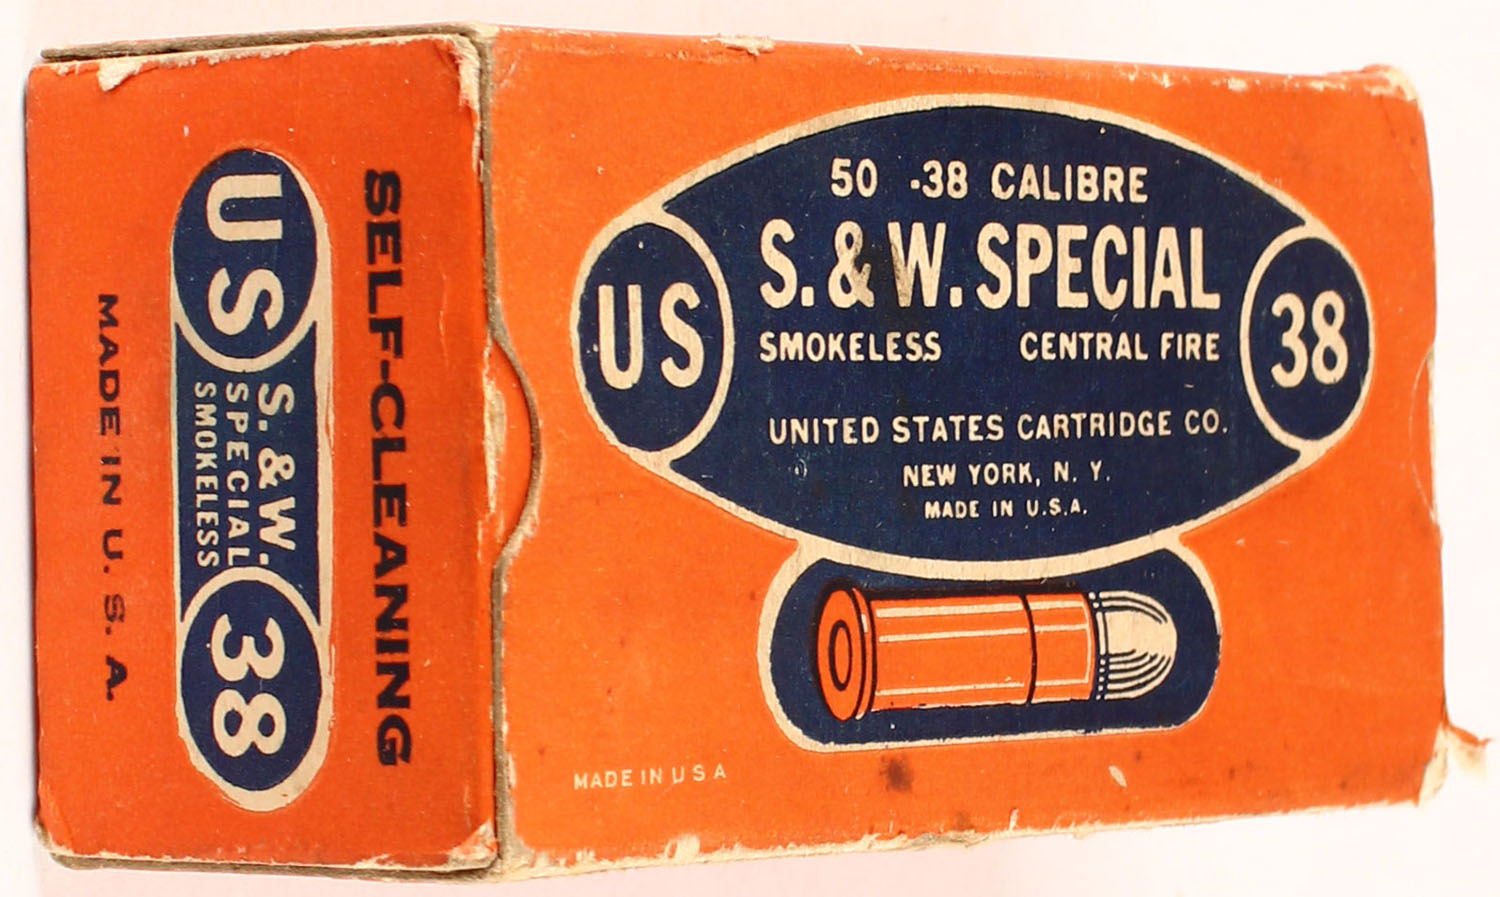 SELF-CLEANING
US
S. & W.
SPECIAL
SMOKELESS
38
MADE IN U. S. A.
50 .38 CALIBRE
S. & W. SPECIAL
US
38
SMOKELESS CENTRAL FIRE
UNITED STATES CARTRIDGE CO.
NEW YORK, N. Y.
MADE IN U.S.A.
MADE IN U S A